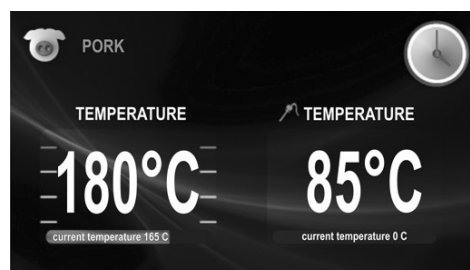 PORK
TEMPERATURE
TEMPERATURE
180°C
85°C
current temperature 165 C
current temperature 0 C